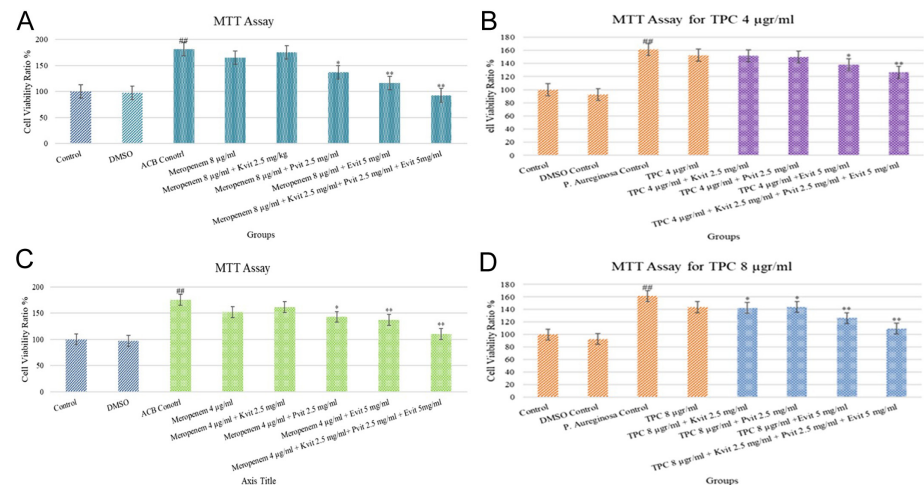 A
MTT Assay
Cell Viability Ratio %
200
150
100
50
0
##
*
**
**
Control
DMSO
ACB Conotrl
Meropenem 8 µg/ml
Meropenem 8 µg/ml + Kvit 2.5 mg/kg
Meropenem 8 µg/ml + Pvit 2.5 mg/ml
Meropenem 8 µg/ml + Evit 5 mg/ml
Meropenem 8 µg/ml + Kvit 2.5 mg/ml+ Pvit 2.5 mg/ml + Evit 5mg/ml
Groups
B
MTT Assay for TPC 4 µgr/ml
ell Viability Ratio %
180
160
140
120
100
80
60
40
20
0
##
*
**
Control
DMSO Control
P. Aureginosa Control
TPC 4 µgr/ml
TPC 4 µgr/ml + Kvit 2.5 mg/ml
TPC 4 µgr/ml + Pvit 2.5 mg/ml
TPC 4 µgr/ml +Evit 5 mg/ml
TPC 4 µgr/ml + Kvit 2.5 mg/ml + Pvit 2.5 mg/ml + Evit 5 mg/ml
Groups
C
MTT Assay
Cell Viability Ratio %
200
150
100
50
0
##
*
**
**
Control
DMSO
ACB Conotrl
Meropenem 4 µg/ml
Meropenem 4 µg/ml + Kvit 2.5 mg/ml
Meropenem 4 µg/ml + Pvit 2.5 mg/ml
Meropenem 4 µg/ml + Evit 5 mg/ml
Meropenem 4 µg/ml + Kvit 2.5 mg/ml+ Pvit 2.5 mg/ml + Evit 5mg/ml
Axis Title
D
MTT Assay for TPC 8 µgr/ml
Cell Viability Ratio %
180
160
140
120
100
80
60
40
20
0
##
*
*
**
**
Control
DMSO Control
P. Aureginosa Control
TPC 8 µgr/ml
TPC 8 µgr/ml + Kvit 2.5 mg/ml
TPC 8 µgr/ml + Pvit 2.5 mg/ml
TPC 8 µgr/ml +Evit 5 mg/ml
TPC 8 µgr/ml + Kvit 2.5 mg/ml + Pvit 2.5 mg/ml + Evit 5 mg/ml
Groups